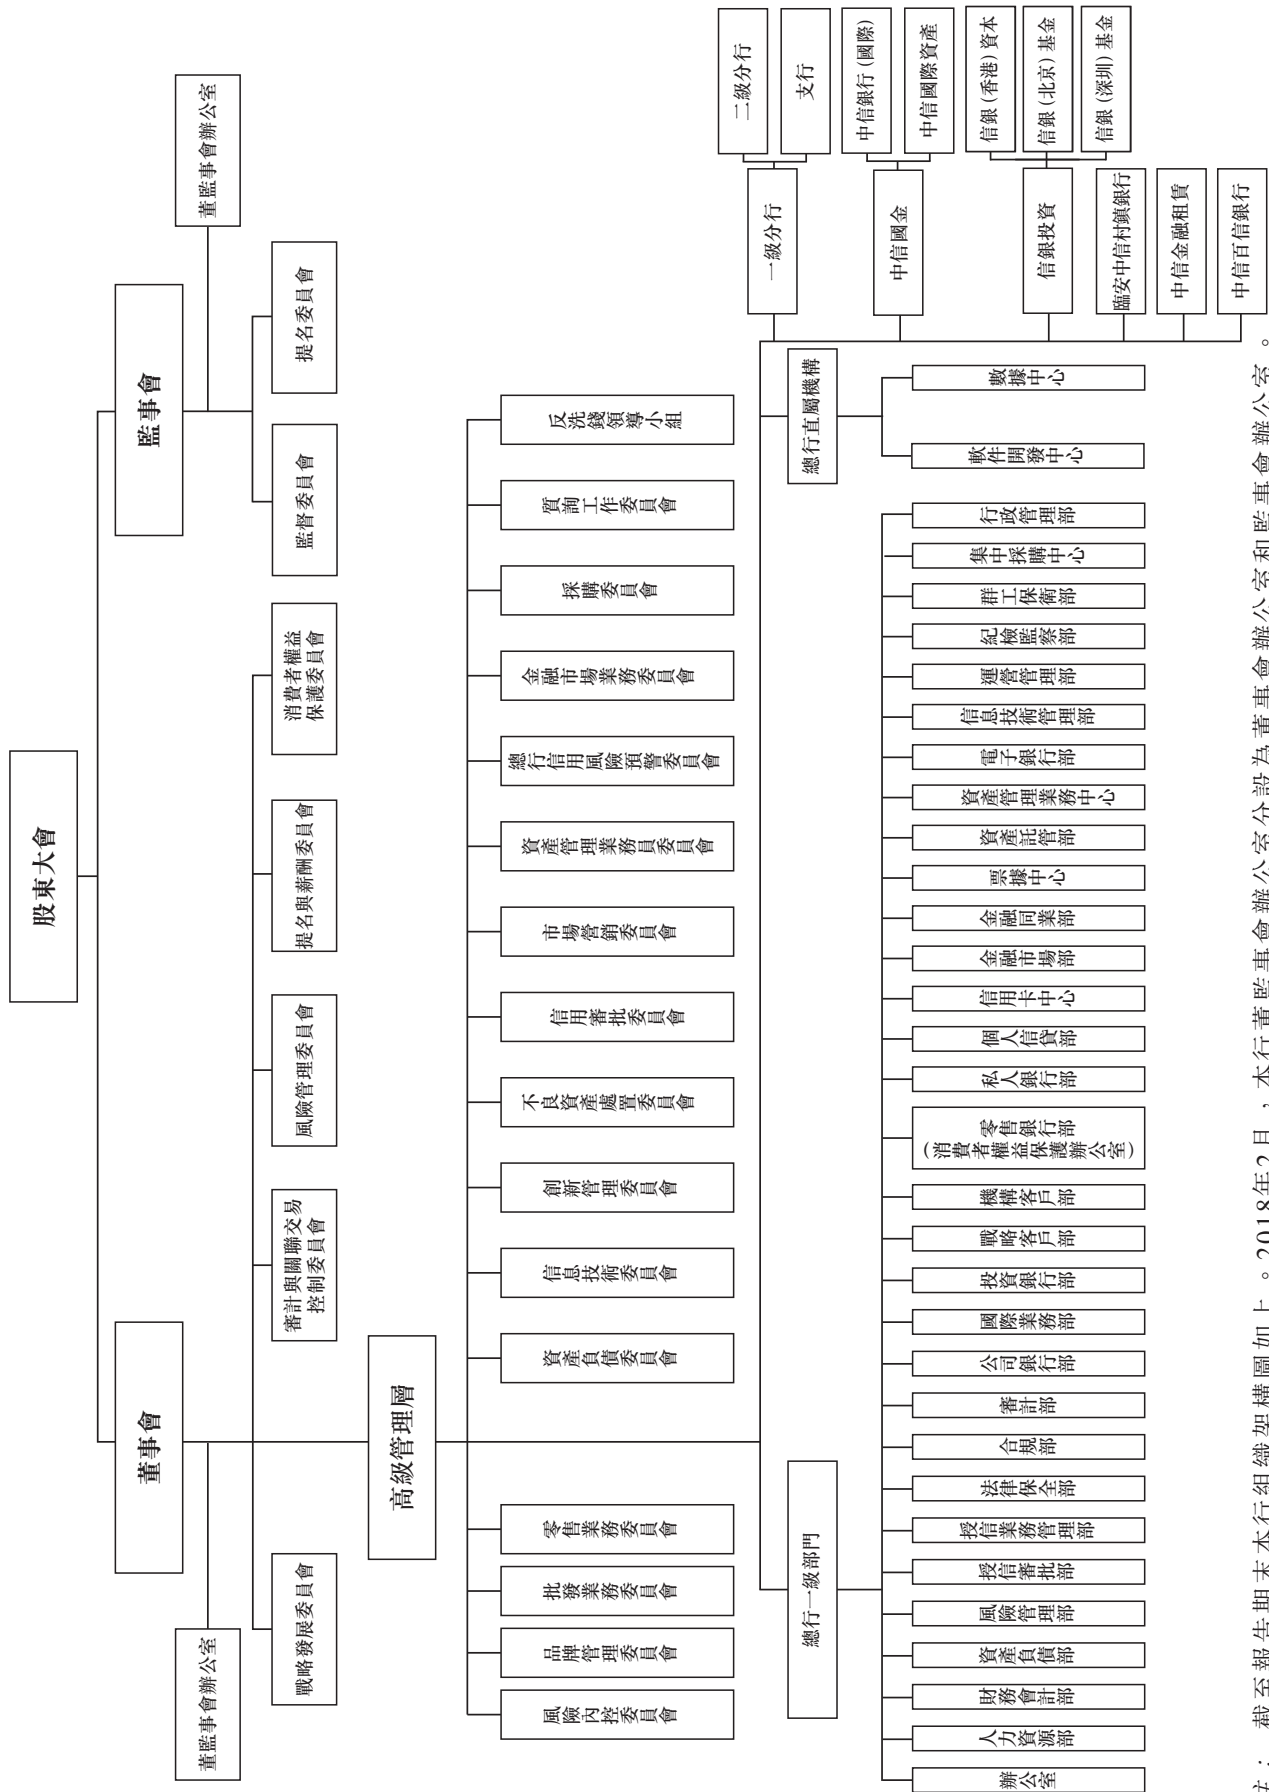 股東大會
董事會
監事會
董監事會辦公室
董監事會辦公室
戰略發展委員會
審計與關聯交易
控制委員會
風險管理委員會
提名與薪酬委員會
消費者權益
保護委員會
監督委員會
提名委員會
高級管理層
風險內控委員會
品牌管理委員會
批發業務委員會
零售業務委員會
資產負債委員會
信息技術委員會
創新管理委員會
不良資產處置委員會
信用審批委員會
市場營銷委員會
資產管理業務員委員會
總行信用風險預警委員會
金融市場業務委員會
採購委員會
質詢工作委員會
反洗錢領導小組
總行一級部門
總行直屬機構
辦公室
人力資源部
財務會計部
資產負債部
風險管理部
授信審批部
授信業務管理部
法律保全部
合規部
審計部
公司銀行部
國際業務部
投資銀行部
戰略客戶部
機構客戶部
零售銀行部
(消費者權益保護辦公室)
私人銀行部
個人信貸部
信用卡中心
金融市場部
金融同業部
票據中心
資產託管部
資產管理業務中心
電子銀行部
信息技術管理部
運營管理部
紀檢監察部
群工保衛部
集中採購中心
行政管理部
軟件開發中心
數據中心
一級分行
二級分行
支行
中信國金
中信銀行(國際)
中信國際資產
信銀投資
信銀(香港)資本
信銀(北京)基金
信銀(深圳)基金
臨安中信村鎮銀行
中信金融租賃
中信百信銀行
註： 截至報告期末本行組織架構圖如上。2018年2月，本行董監事會辦公室分設為董事會辦公室和監事會辦公室。